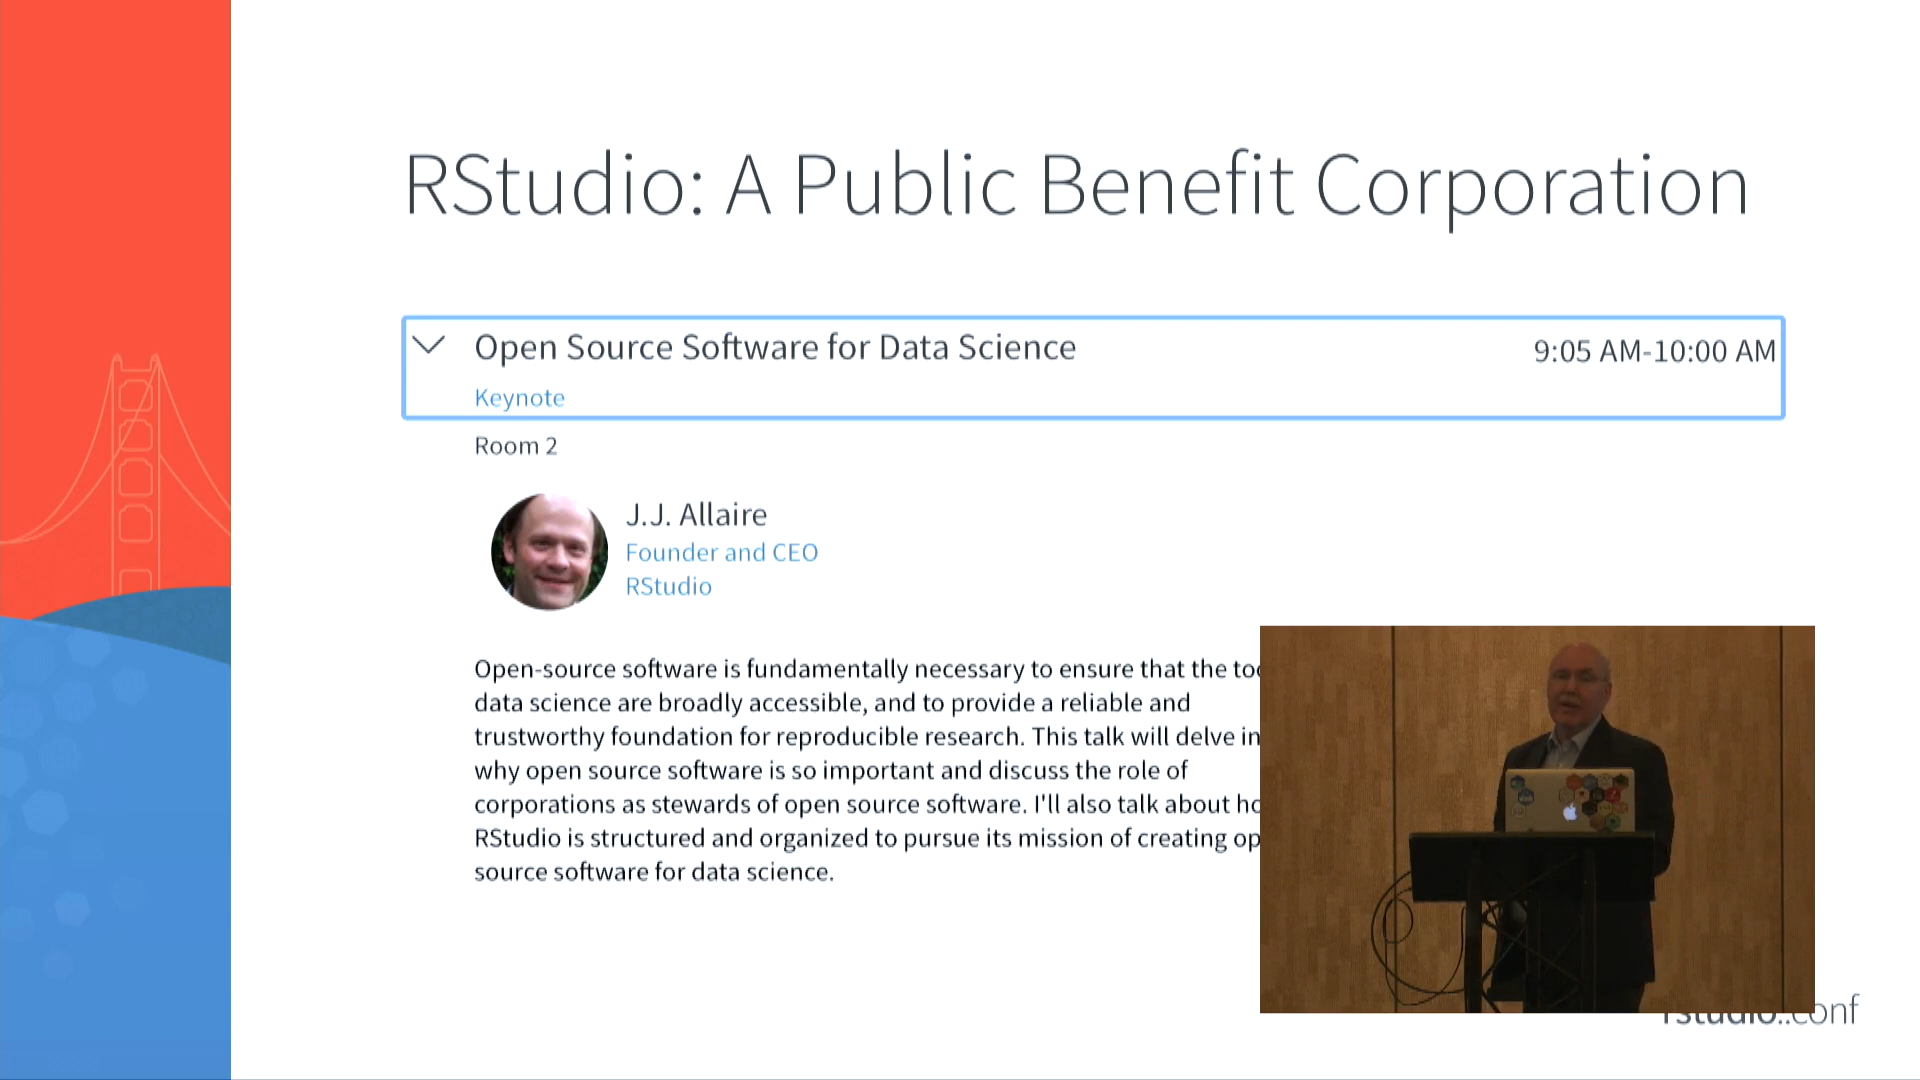 RStudio: A Public Benefit Corporation
Open Source Software for Data Science
9:05 AM-10:00 AM
Keynote
Room 2
J.J. Allaire
Founder and CEO
RStudio
Open-source software is fundamentally necessary to ensure that the
data science are broadly accessible, and to provide a reliable and
trustworthy foundation for reproducible research. This talk will delve
why open source software is so important and discuss the role of
corporations as stewards of open source software. I'll also talk about
RStudio is structured and organized to pursue its mission of creating
source software for data science.
rstudio::conf